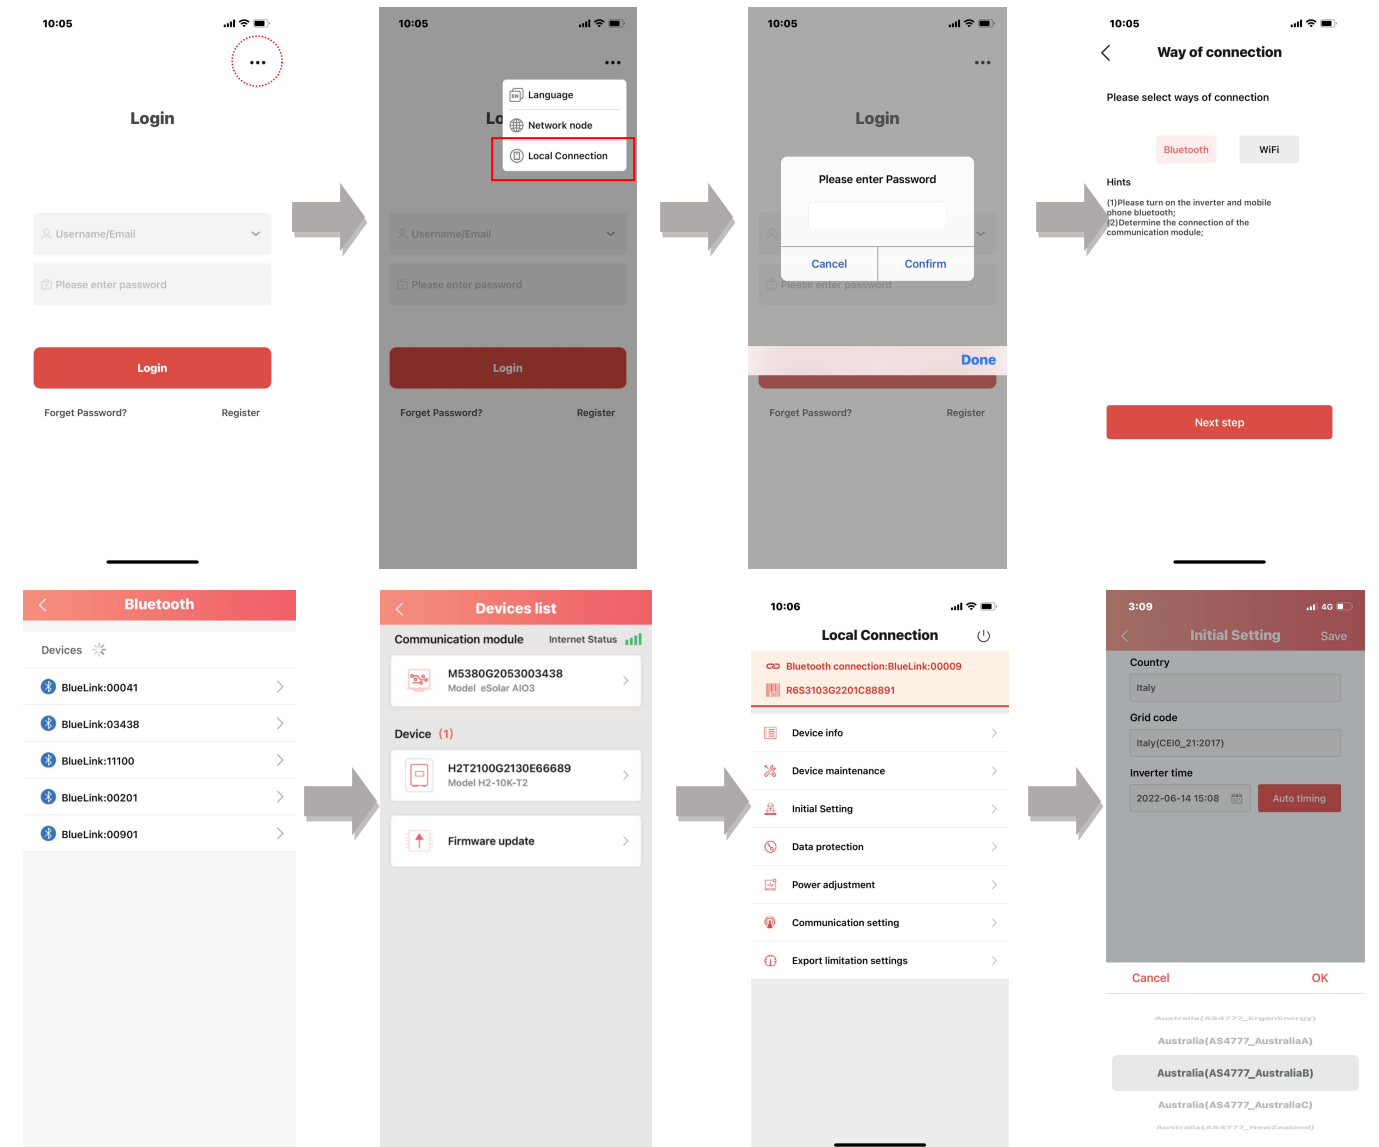 10:05
Login
Username/Email
Please enter password
Login
Forget Password?
Register
10:05
Language
Lo
Network node
Local Connection
Username/Email
Please enter password
Login
Forget Password?
Register
10:05
Login
Please enter Password
Cancel
Confirm
Please enter password
Done
Forget Password?
Register
10:05
Way of connection
Please select ways of connection
Bluetooth
WiFi
Hints
(1)Please turn on the inverter and mobile
phone bluetooth;
(2)Determine the connection of the
communication module;
Next step
Bluetooth
Devices
BlueLink:00041
BlueLink:03438
BlueLink:11100
BlueLink:00201
BlueLink:00901
Devices list
Communication module
Internet Status
M5380G2053003438
Model eSolar AIO3
Device (1)
H2T2100G2130E66689
Model H2-10K-T2
Firmware update
10:06
Local Connection
Bluetooth connection:BlueLink:00009
R6S3103G2201C88891
Device info
Device maintenance
Initial Setting
Data protection
Power adjustment
Communication setting
Export limitation settings
3:09
4G
Initial Setting
Save
Country
Italy
Grid code
Italy(CEI0_21:2017)
Inverter time
2022-06-14 15:08
Auto timing
Cancel
OK
Australia(AS4777_ErgonEnergy)
Australia(AS4777_AustraliaA)
Australia(AS4777_AustraliaB)
Australia(AS4777_AustraliaC)
Australia(AS4777_NewZealand)